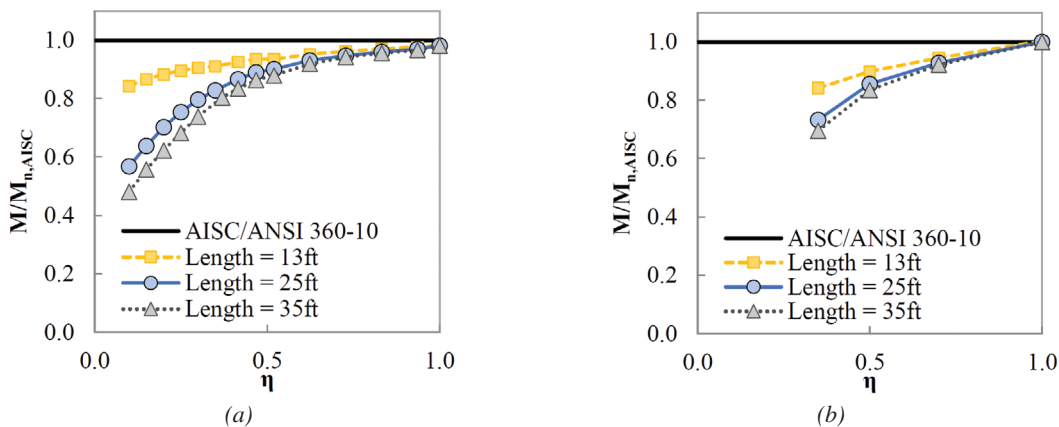 1.0
0.8
0.6
0.4
0.2
0.0
M/Mn,AISC
AISC/ANSI 360-10
Length = 13ft
Length = 25ft
Length = 35ft
0.0 0.5 1.0
η
(a)
1.0
0.8
0.6
0.4
0.2
0.0
M/Mn,AISC
AISC/ANSI 360-10
Length = 13ft
Length = 25ft
Length = 35ft
0.0 0.5 1.0
η
(b)